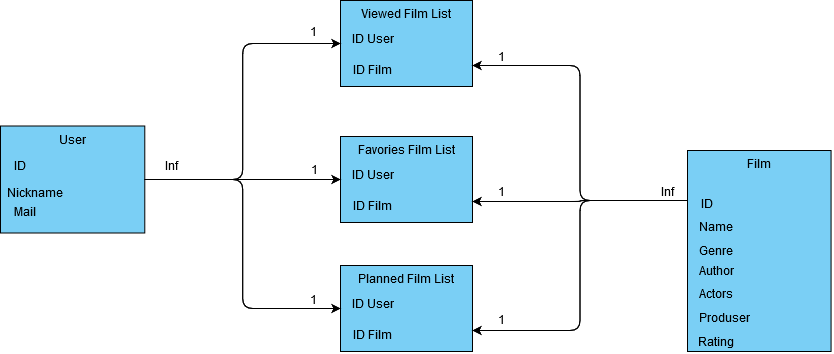 Viewed Film List
ID User
ID Film
1
1
User
ID
Nickname
Mail
Inf
Favories Film List
ID User
ID Film
1
1
Film
ID
Name
Genre
Author
Actors
Produser
Rating
Inf
Planned Film List
ID User
ID Film
1
1